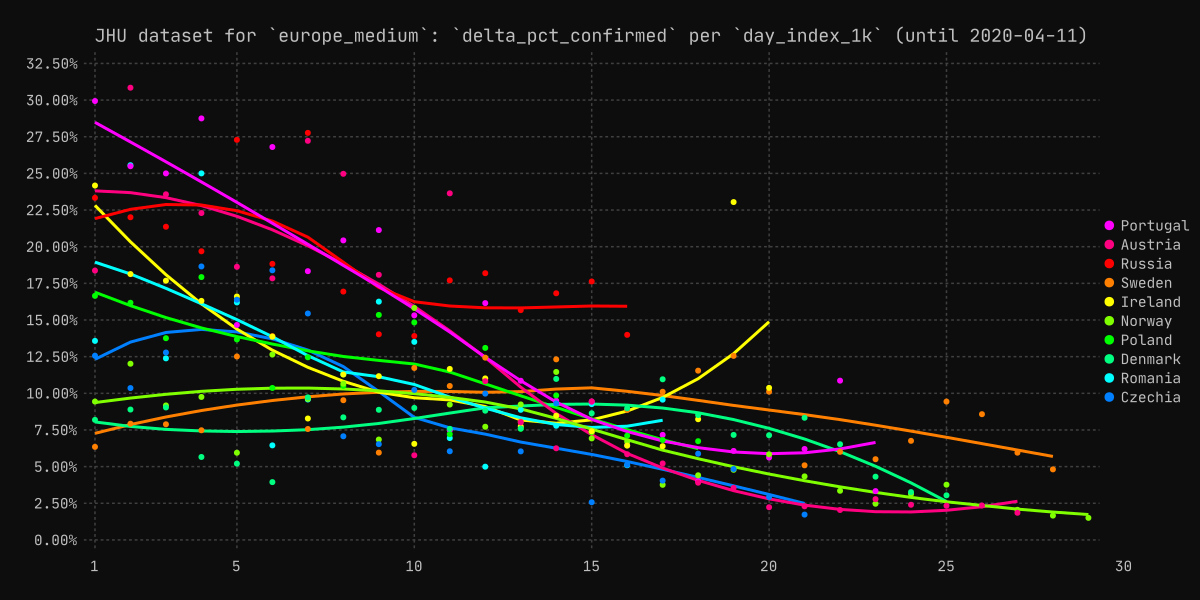 JHU dataset for `europe_medium`: `delta_pct_confirmed` per `day_index_1k` (until 2020-04-11)
32.50%
30.00%
27.50%
25.00%
22.50%
20.00%
17.50%
15.00%
12.50%
10.00%
7.50%
5.00%
2.50%
0.00%
1 5 10 15 20 25 30
Portugal
Austria
Russia
Sweden
Ireland
Norway
Poland
Denmark
Romania
Czechia